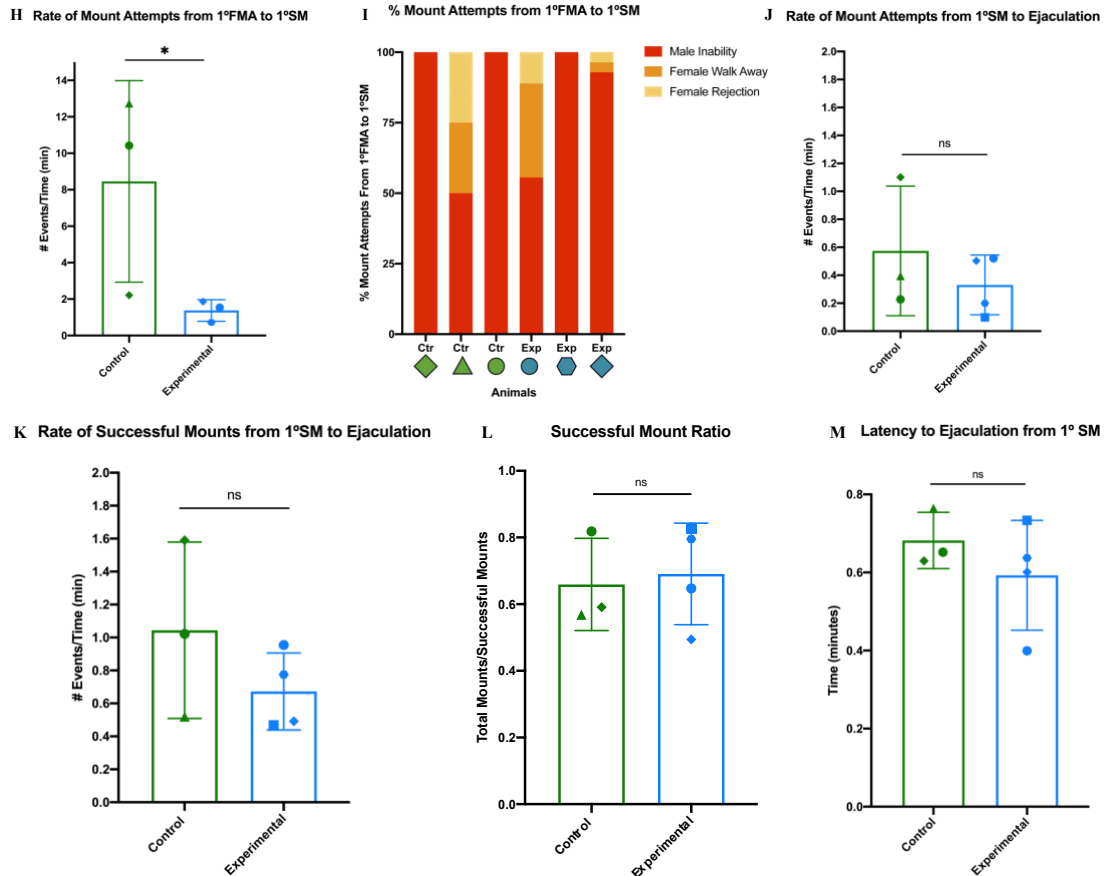 H Rate of Mount Attempts from 1ºFMA to 1ºSM
*
# Events/Time (min)
14
12
10
8
6
4
2
0
Control
Experimental
I % Mount Attempts from 1ºFMA to 1ºSM
% Mount Attempts From 1ºFMA to 1ºSM
100
75
50
25
0
Ctr Ctr Ctr Exp Exp Exp
Animals
Male Inability
Female Walk Away
Female Rejection
J Rate of Mount Attempts from 1ºSM to Ejaculation
ns
# Events/Time (min)
2.0
1.8
1.6
1.4
1.2
1.0
0.8
0.6
0.4
0.2
0.0
Control
Experimental
K Rate of Successful Mounts from 1ºSM to Ejaculation
ns
# Events/Time (min)
2.0
1.8
1.6
1.4
1.2
1.0
0.8
0.6
0.4
0.2
0.0
Control
Experimental
L Successful Mount Ratio
ns
Total Mounts/Successful Mounts
1.0
0.8
0.6
0.4
0.2
0.0
Control
Experimental
M Latency to Ejaculation from 1º SM
ns
Time (minutes)
0.8
0.6
0.4
0.2
0.0
Control
Experimental